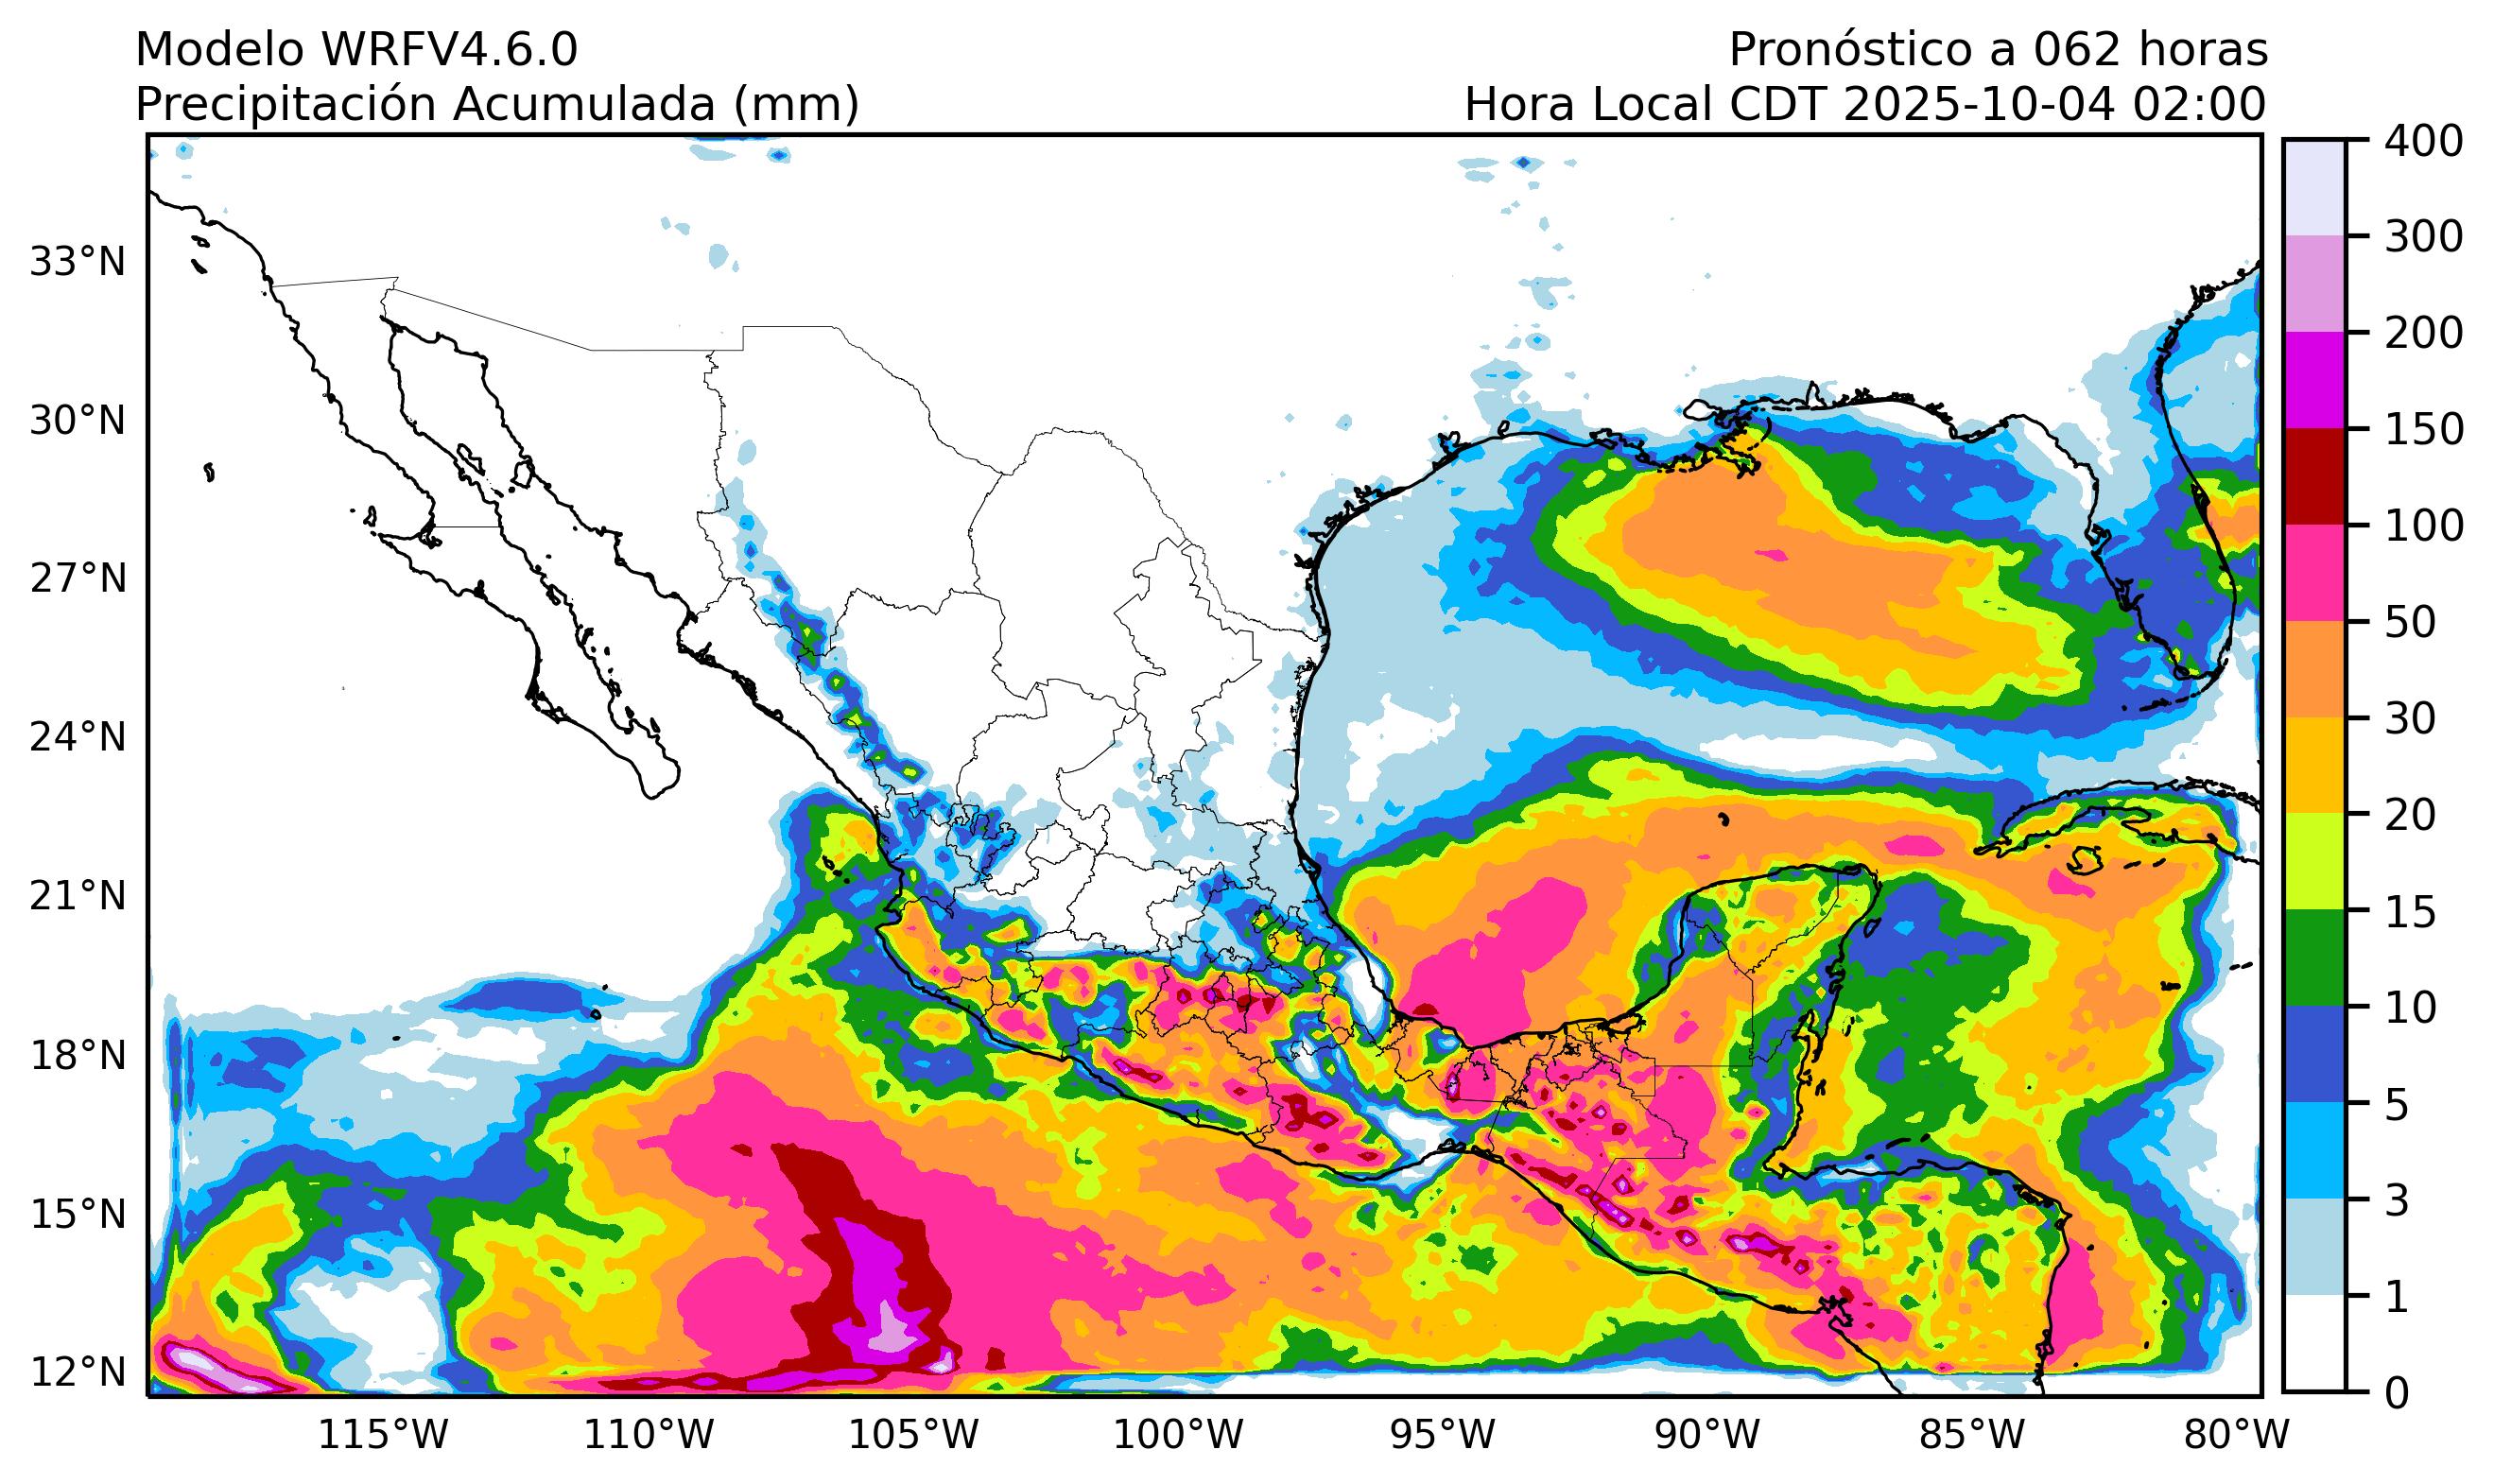 Modelo WRFV4.6.0
Pronóstico a 062 horas
Precipitación Acumulada (mm)
Hora Local CDT 2025-10-04 02:00
33°N
30°N
27°N
24°N
21°N
18°N
15°N
12°N
115°W
110°W
105°W
100°W
95°W
90°W
85°W
80°W
400
300
200
150
100
50
30
20
15
10
5
3
1
0